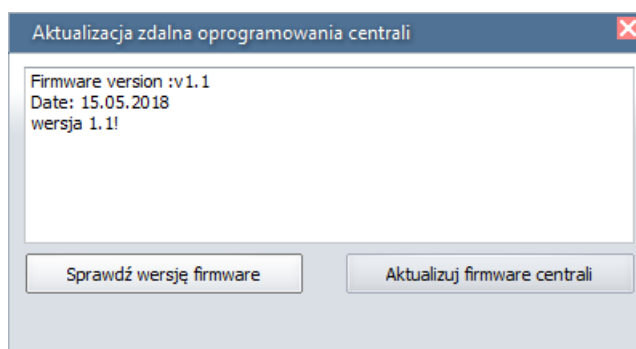 Aktualizacja zdalna oprogramowania centrali
Firmware version :v1.1
Date: 15.05.2018
wersja 1.1!
Sprawdź wersję firmware
Aktualizuj firmware centrali